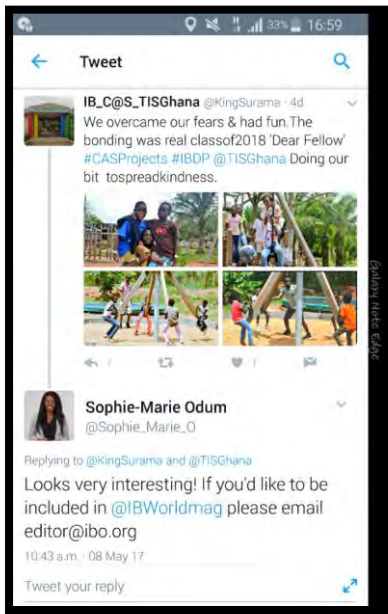 33% 16:59
Tweet
IB_C@S_TISGhana @KingSurama · 4d
We overcame our fears & had fun.The
bonding was real classof2018 'Dear Fellow'
#CASProjects #IBDP @TISGhana Doing our
bit tospreadkindness.
1 1
Sophie-Marie Odum
@Sophie_Marie_O
Replying to @KingSurama and @TISGhana
Looks very interesting! If you'd like to be
included in @IBWorldmag please email
editor@ibo.org
10:43 a.m. · 08 May 17
Tweet your reply
Galaxy Note Edge